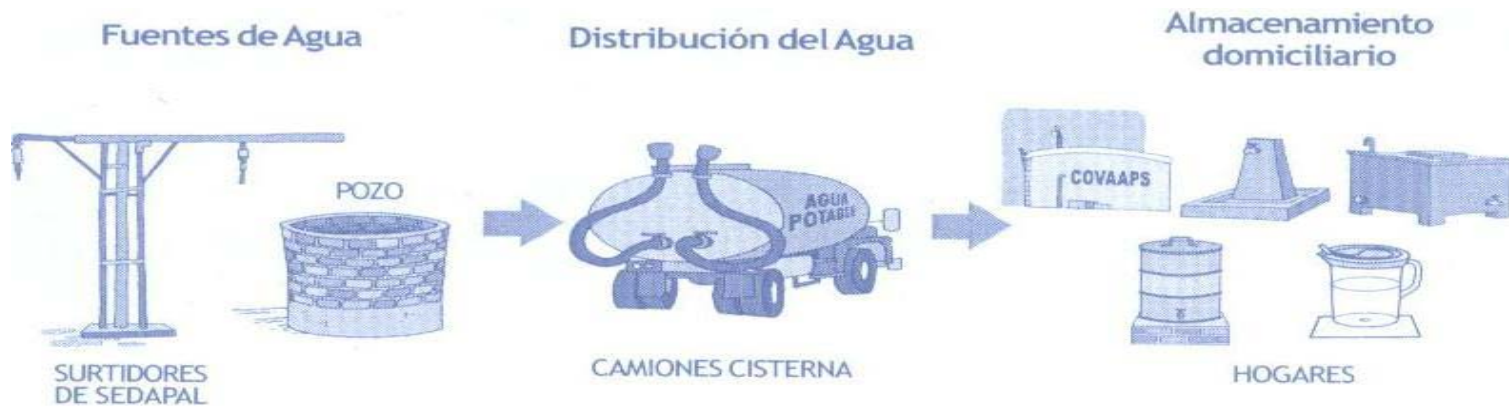 Fuentes de Agua
Distribución del Agua
Almacenamiento
domiciliario
POZO
AGUA
POTABLE
COVAAPS
SURTIDORES
DE SEDAPAL
CAMIONES CISTERNA
HOGARES